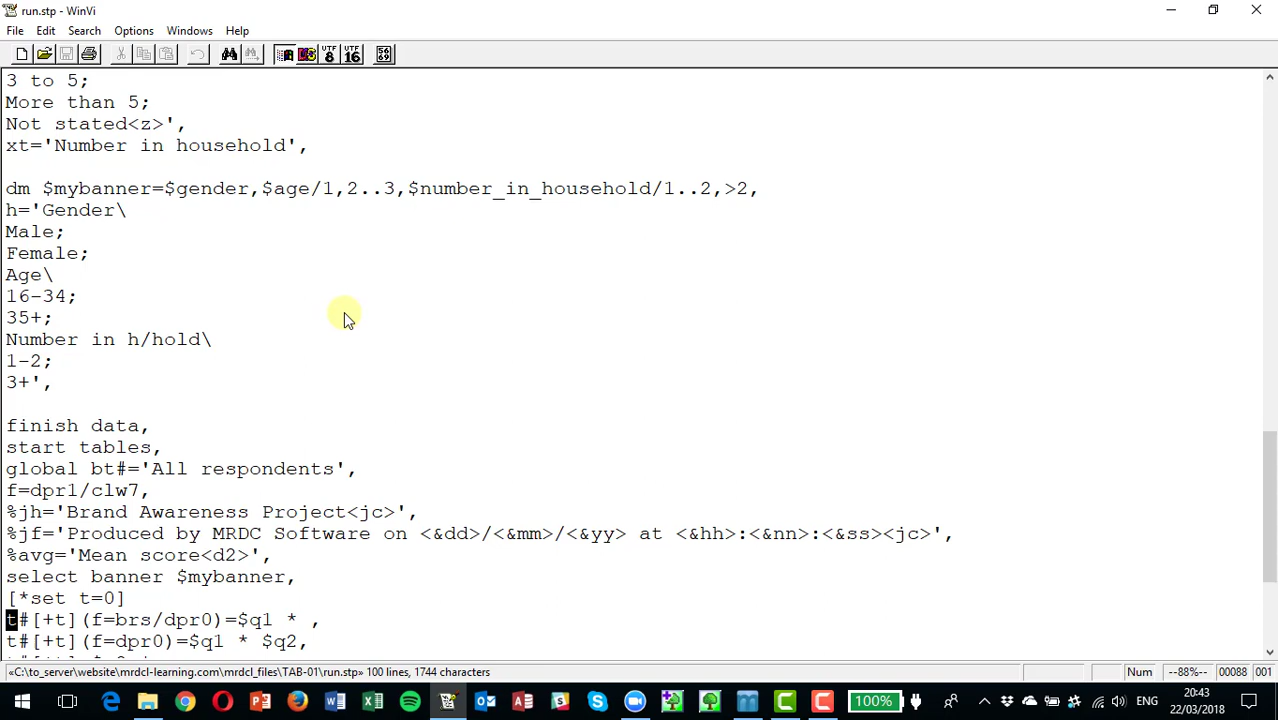 run.stp - WinVi
File Edit Search Options Windows Help
UTF 8 UTF 16 56 69
3 to 5;
More than 5;
Not stated<z>',
xt='Number in household',
dm $mybanner=$gender,$age/1,2..3,$number_in_household/1..2,>2,
h='Gender\
Male;
Female;
Age\
16-34;
35+;
Number in h/hold\
1-2;
3+',
finish data,
start tables,
global bt#='All respondents',
f=dpr1/clw7,
%jh='Brand Awareness Project<jc>',
%jf='Produced by MRDC Software on <&dd>/<&mm>/<&yy> at <&hh>:<&nn>:<&ss><jc>',
%avg='Mean score<d2>',
select banner $mybanner,
[*set t=0]
t#[+t](f=brs/dpr0)=$q1 * ,
t#[+t](f=dpr0)=$q1 * $q2,
«C:\to_server\website\mrdcl-learning.com\mrdcl_files\TAB-01\run.stp» 100 lines, 1744 characters
Num --88%-- 00088 001
100% ENG 20:43
22/03/2018